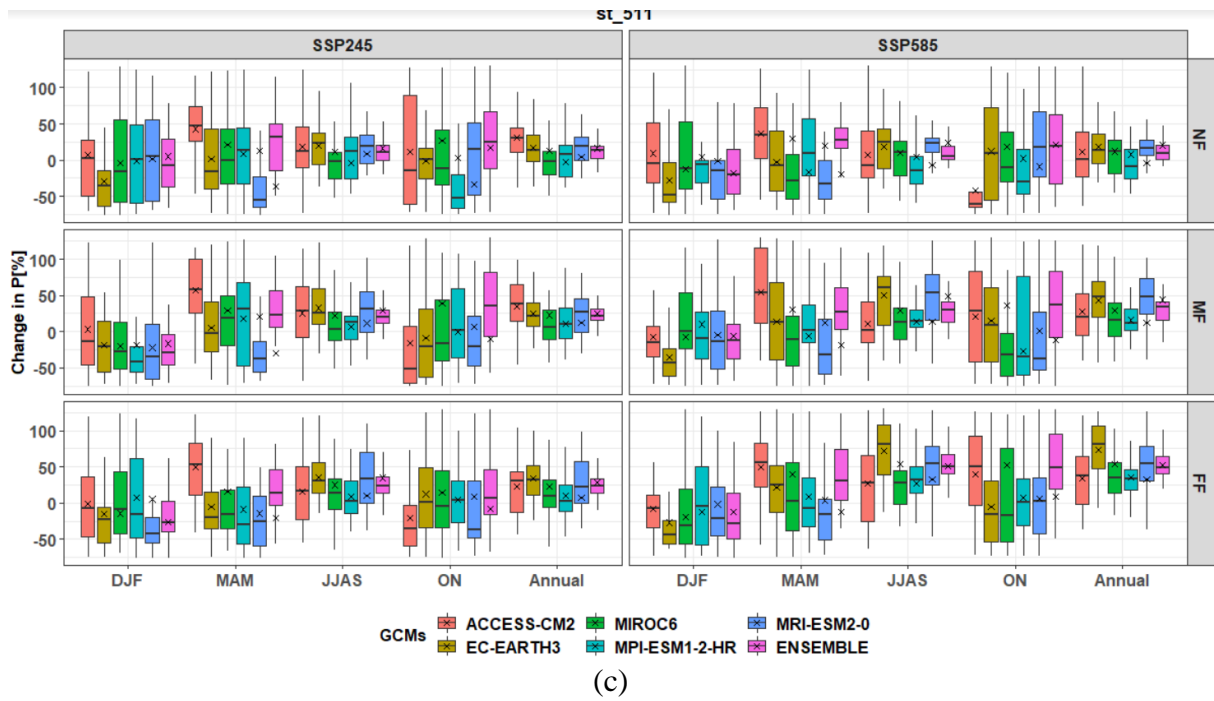 st_511
SSP245 SSP585
100
50
0
-50
NF
100
50
0
-50
MF
100
50
0
-50
FF
Change in P[%]
DJF MAM JJAS ON Annual DJF MAM JJAS ON Annual
GCMs
ACCESS-CM2 MIROC6 MRI-ESM2-0
EC-EARTH3 MPI-ESM1-2-HR ENSEMBLE
(c)